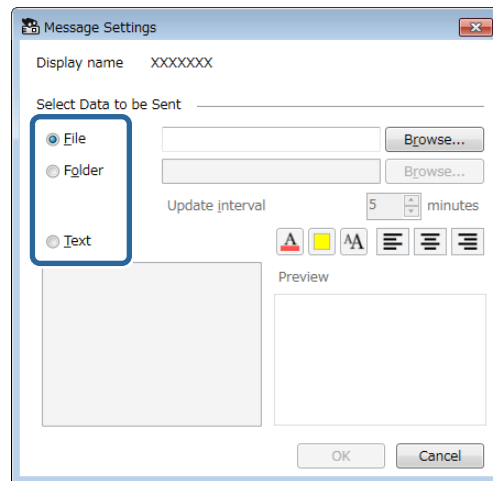 Message Settings
Display name XXXXXXX
Select Data to be Sent
File Browse...
Folder Browse...
Update interval 5 minutes
Text A AA
Preview
OK Cancel